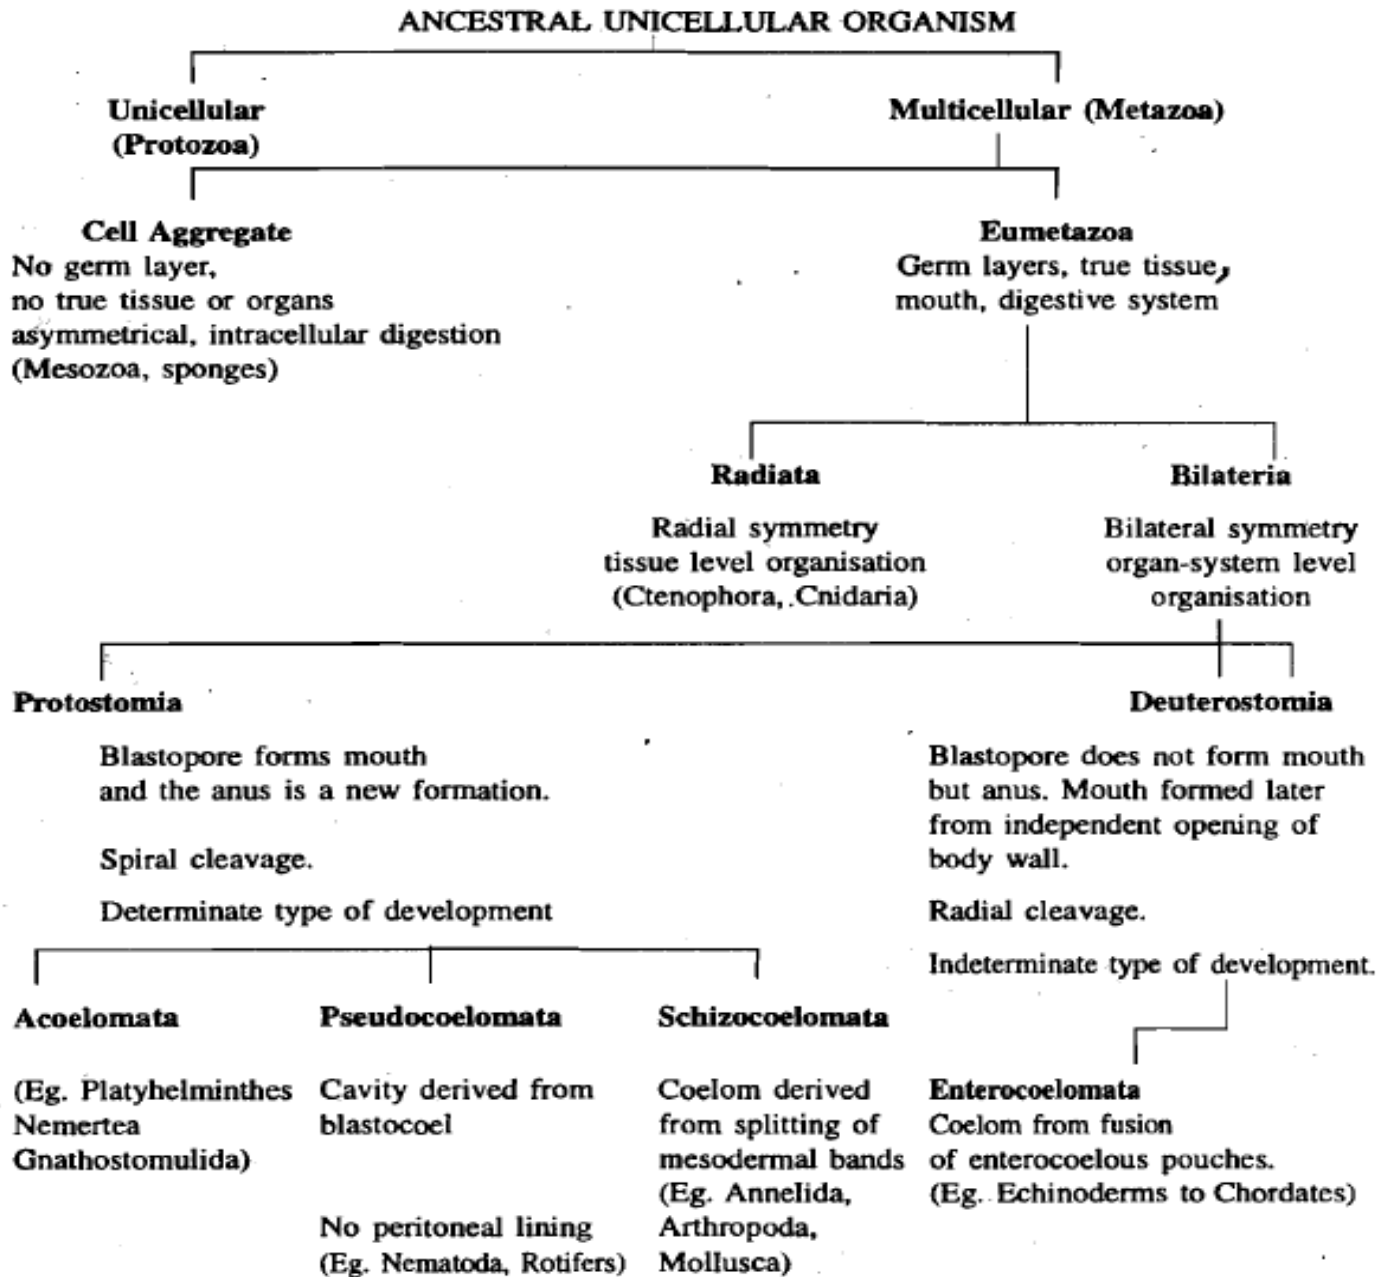 ANCESTRAL UNICELLULAR ORGANISM
Unicellular
(Protozoa)
Multicellular (Metazoa)
Cell Aggregate
No germ layer,
no true tissue or organs
asymmetrical, intracellular digestion
(Mesozoa, sponges)
Eumetazoa
Germ layers, true tissue,
mouth, digestive system
Radiata
Radial symmetry
tissue level organisation
(Ctenophora, Cnidaria)
Bilateria
Bilateral symmetry
organ-system level
organisation
Protostomia
Blastopore forms mouth
and the anus is a new formation.
Spiral cleavage.
Determinate type of development
Deuterostomia
Blastopore does not form mouth
but anus. Mouth formed later
from independent opening of
body wall.
Radial cleavage.
Indeterminate type of development.
Acoelomata
(Eg. Platyhelminthes
Nemertea
Gnathostomulida)
Pseudocoelomata
Cavity derived from
blastocoel
No peritoneal lining
(Eg. Nematoda, Rotifers)
Schizocoelomata
Coelom derived
from splitting of
mesodermal bands
(Eg. Annelida,
Arthropoda,
Mollusca)
Enterocoelomata
Coelom from fusion
of enterocoelous pouches.
(Eg. Echinoderms to Chordates)